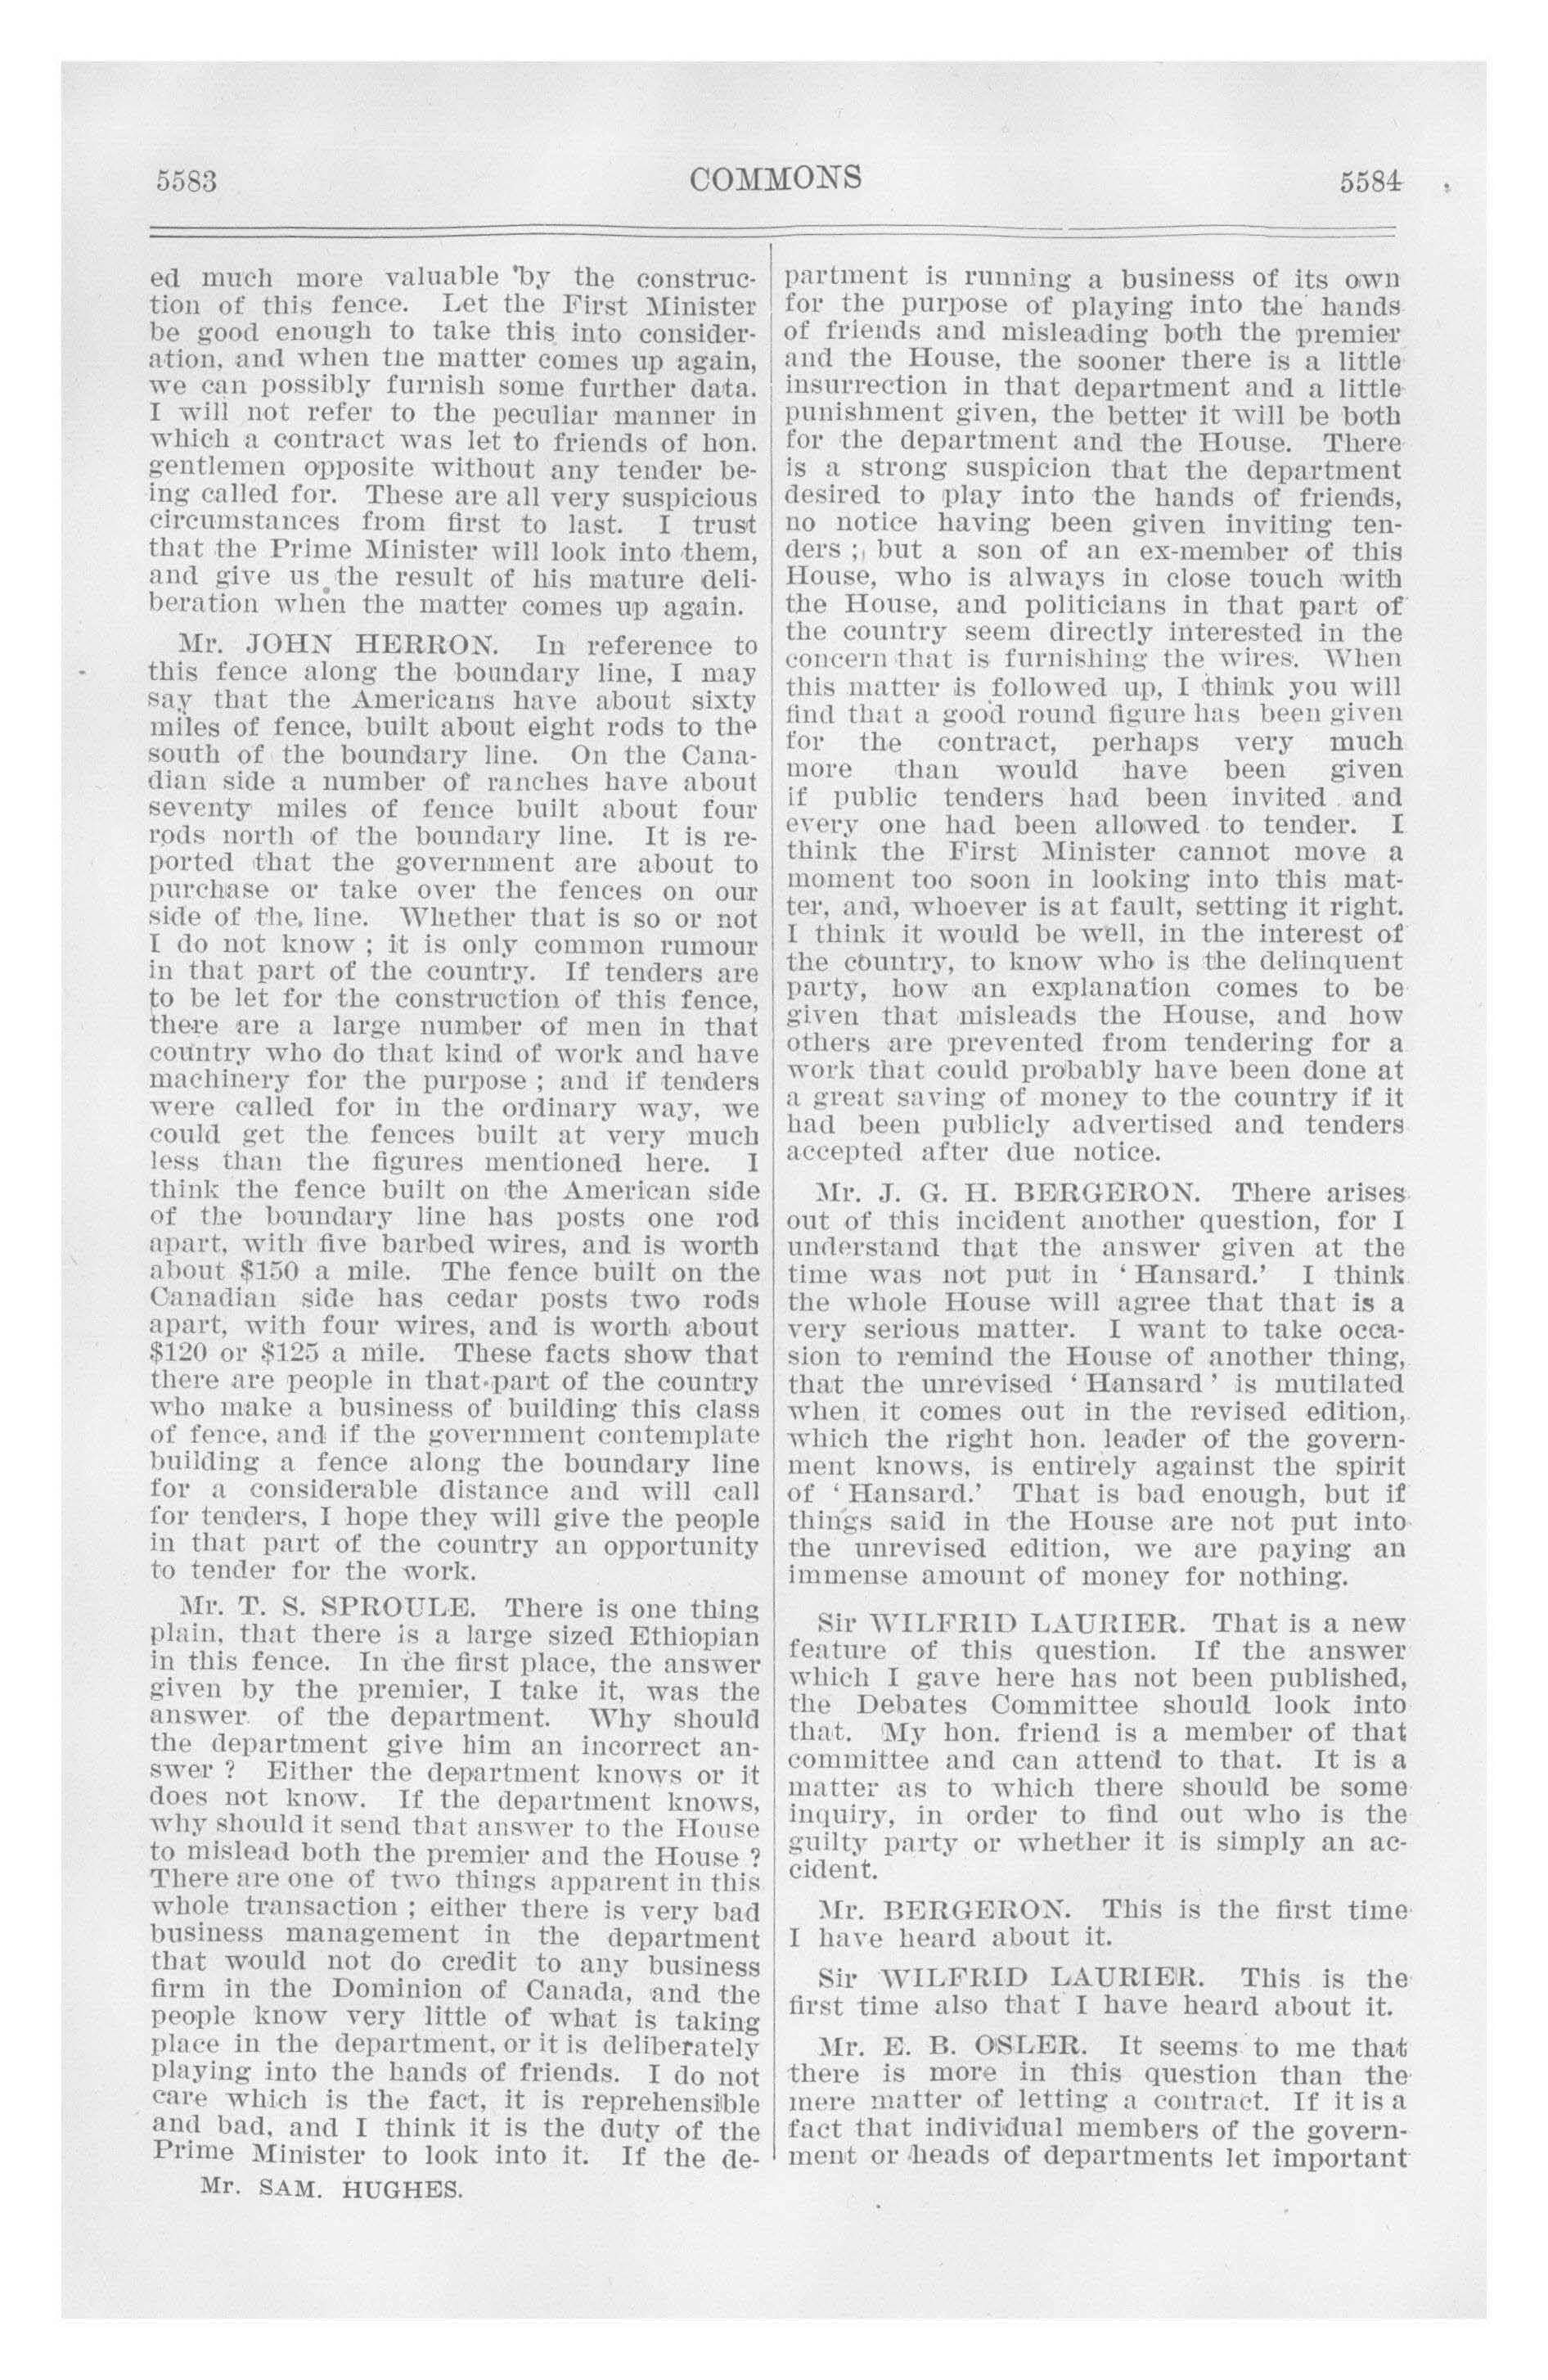 5583 COMMONS 5584
ed much more valuable by the construc-
tion of this fence. Let the First Minister
be good enough to take this into consider-
ation, and when the matter comes up again,
we can possibly furnish some further data.
I will not refer to the peculiar manner in
which a contract was let to friends of hon.
gentlemen opposite without any tender be-
ing called for. These are all very suspicious
circumstances from first to last. I trust
that the Prime Minister will look into them,
and give us the result of his mature deli-
beration when the matter comes up again.
Mr. JOHN HERRON. In reference to
this fence along the boundary line, I may
say that the Americans have about sixty
miles of fence, built about eight rods to the
south of the boundary line. On the Cana-
dian side a number of ranches have about
seventy miles of fence built about four
rods north of the boundary line. It is re-
ported that the government are about to
purchase or take over the fences on our
side of the line. Whether that is so or not
I do not know ; it is only common rumour
in that part of the country. If tenders are
to be let for the construction of this fence,
there are a large number of men in that
country who do that kind of work and have
machinery for the purpose ; and if tenders
were called for in the ordinary way, we
could get the fences built at very much
less than the figures mentioned here. I
think the fence built on the American side
of the boundary line has posts one rod
apart, with five barbed wires, and is worth
about $150 a mile. The fence built on the
Canadian side has cedar posts two rods
apart, with four wires, and is worth about
$120 or $125 a mile. These facts show that
there are people in that part of the country
who make a business of building this class
of fence, and if the government contemplate
building a fence along the boundary line
for a considerable distance and will call
for tenders, I hope they will give the people
in that part of the country an opportunity
to tender for the work.
Mr. T. S. SPROULE. There is one thing
plain, that there is a large sized Ethiopian
in this fence. In the first place, the answer
given by the premier, I take it, was the
answer of the department. Why should
the department give him an incorrect an-
swer ? Either the department knows or it
does not know. If the department knows,
why should it send that answer to the House
to mislead both the premier and the House ?
There are one of two things apparent in this
whole transaction ; either there is very bad
business management in the department
that would not do credit to any business
firm in the Dominion of Canada, and the
people know very little of what is taking
place in the department, or it is deliberately
playing into the hands of friends. I do not
care which is the fact, it is reprehensible
and bad, and I think it is the duty of the
Prime Minister to look into it. If the de-
Mr. SAM. HUGHES.
partment is running a business of its own
for the purpose of playing into the hands
of friends and misleading both the premier
and the House, the sooner there is a little
insurrection in that department and a little
punishment given, the better it will be both
for the department and the House. There
is a strong suspicion that the department
desired to play into the hands of friends,
no notice having been given inviting ten-
ders ; but a son of an ex-member of this
House, who is always in close touch with
the House, and politicians in that part of
the country seem directly interested in the
concern that is furnishing the wires. When
this matter is followed up, I think you will
find that a good round figure has been given
for the contract, perhaps very much
more than would have been given
if public tenders had been invited and
every one had been allowed to tender. I
think the First Minister cannot move a
moment too soon in looking into this mat-
ter, and, whoever is at fault, setting it right.
I think it would be well, in the interest of
the country, to know who is the delinquent
party, how an explanation comes to be
given that misleads the House, and how
others are prevented from tendering for a
work that could probably have been done at
a great saving of money to the country if it
had been publicly advertised and tenders
accepted after due notice.
Mr. J. G. H. BERGERON. There arises
out of this incident another question, for I
understand that the answer given at the
time was not put in ' Hansard.' I think
the whole House will agree that that is a
very serious matter. I want to take occa-
sion to remind the House of another thing,
that the unrevised ' Hansard ' is mutilated
when it comes out in the revised edition,
which the right hon. leader of the govern-
ment knows, is entirely against the spirit
of ' Hansard.' That is bad enough, but if
things said in the House are not put into
the unrevised edition, we are paying an
immense amount of money for nothing.
Sir WILFRID LAURIER. That is a new
feature of this question. If the answer
which I gave here has not been published,
the Debates Committee should look into
that. My hon. friend is a member of that
committee and can attend to that. It is a
matter as to which there should be some
inquiry, in order to find out who is the
guilty party or whether it is simply an ac-
cident.
Mr. BERGERON. This is the first time
I have heard about it.
Sir WILFRID LAURIER. This is the
first time also that I have heard about it.
Mr. E. B. OSLER. It seems to me that
there is more in this question than the
mere matter of letting a contract. If it is a
fact that individual members of the govern-
ment or heads of departments let important